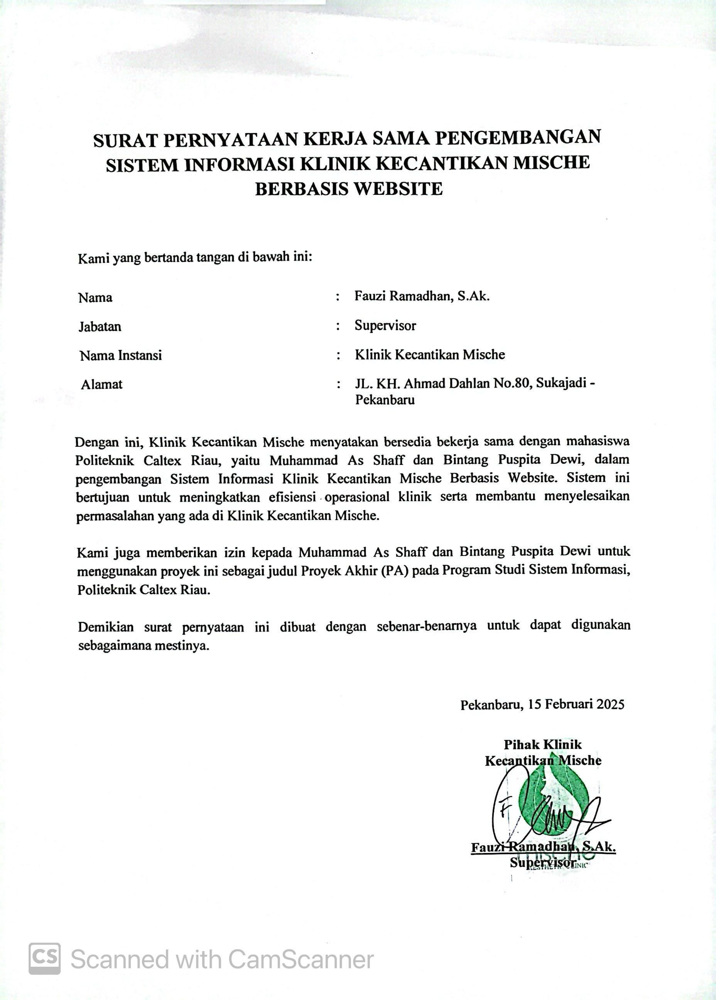 SURAT PERNYATAAN KERJA SAMA PENGEMBANGAN
SISTEM INFORMASI KLINIK KECANTIKAN MISCHE
BERBASIS WEBSITE
Kami yang bertanda tangan di bawah ini:
Nama : Fauzi Ramadhan, S.Ak.
Jabatan : Supervisor
Nama Instansi : Klinik Kecantikan Mische
Alamat : JL. KH. Ahmad Dahlan No.80, Sukajadi -
Pekanbaru
Dengan ini, Klinik Kecantikan Mische menyatakan bersedia bekerja sama dengan mahasiswa
Politeknik Caltex Riau, yaitu Muhammad As Shaff dan Bintang Puspita Dewi, dalam
pengembangan Sistem Informasi Klinik Kecantikan Mische Berbasis Website. Sistem ini
bertujuan untuk meningkatkan efisiensi operasional klinik serta membantu menyelesaikan
permasalahan yang ada di Klinik Kecantikan Mische.
Kami juga memberikan izin kepada Muhammad As Shaff dan Bintang Puspita Dewi untuk
menggunakan proyek ini sebagai judul Proyek Akhir (PA) pada Program Studi Sistem Informasi,
Politeknik Caltex Riau.
Demikian surat pernyataan ini dibuat dengan sebenar-benarnya untuk dapat digunakan
sebagaimana mestinya.
Pekanbaru, 15 Februari 2025
Pihak Klinik
Kecantikan Mische
Fauzi Ramadhan, S.Ak.
mische
Supervisor
CLINIC
CS Scanned with CamScanner